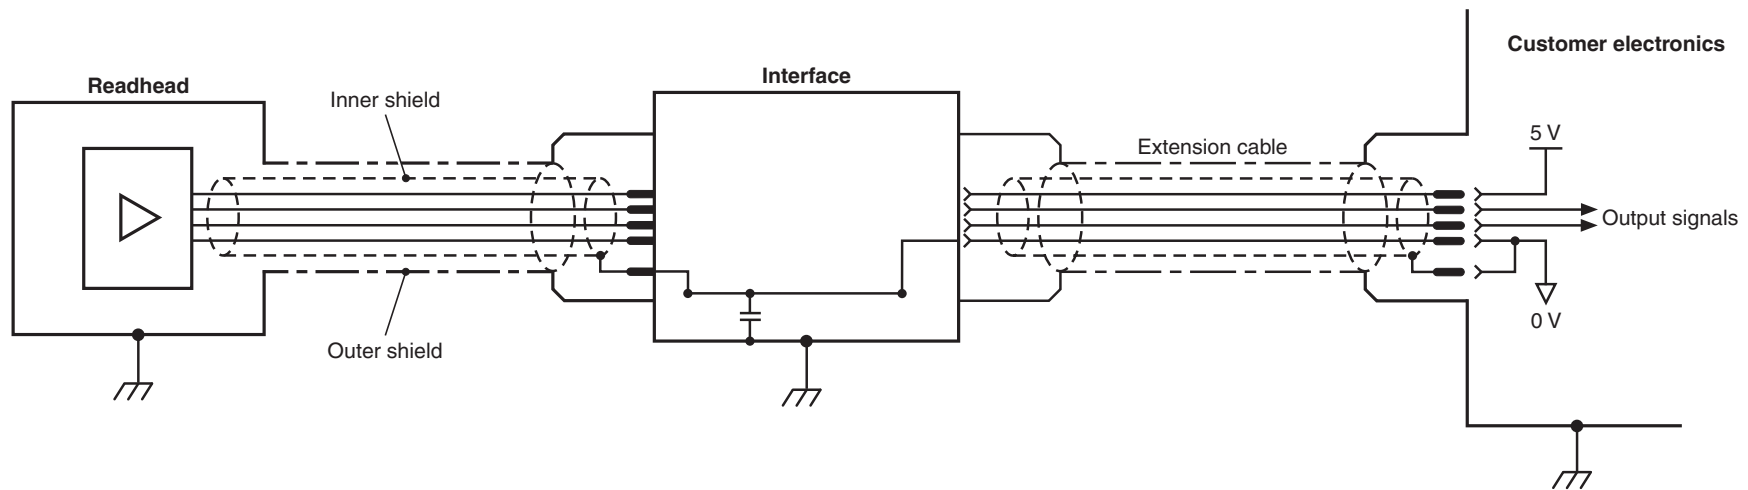 Customer electronics
Interface
Readhead
Inner shield
5 V
Extension cable
Output signals
0 V
Outer shield